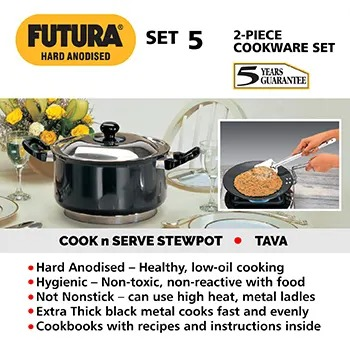 FUTURA®
HARD ANODISED
SET 5
2-PIECE
COOKWARE SET
5 YEARS
GUARANTEE
COOK n SERVE STEWPOT • TAVA
• Hard Anodised – Healthy, low-oil cooking
• Hygienic – Non-toxic, non-reactive with food
• Not Nonstick – can use high heat, metal ladles
• Extra Thick black metal cooks fast and evenly
• Cookbooks with recipes and instructions inside